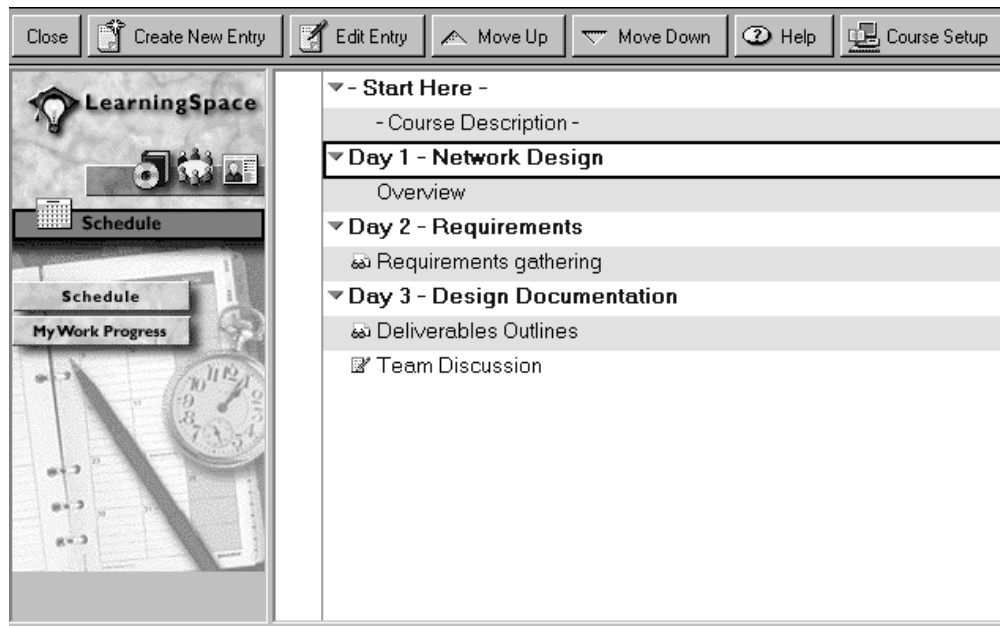 Close
Create New Entry
Edit Entry
Move Up
Move Down
Help
Course Setup
LearningSpace
Schedule
Schedule
My Work Progress
- Start Here -
- Course Description -
Day 1 - Network Design
Overview
Day 2 - Requirements
Requirements gathering
Day 3 - Design Documentation
Deliverables Outlines
Team Discussion